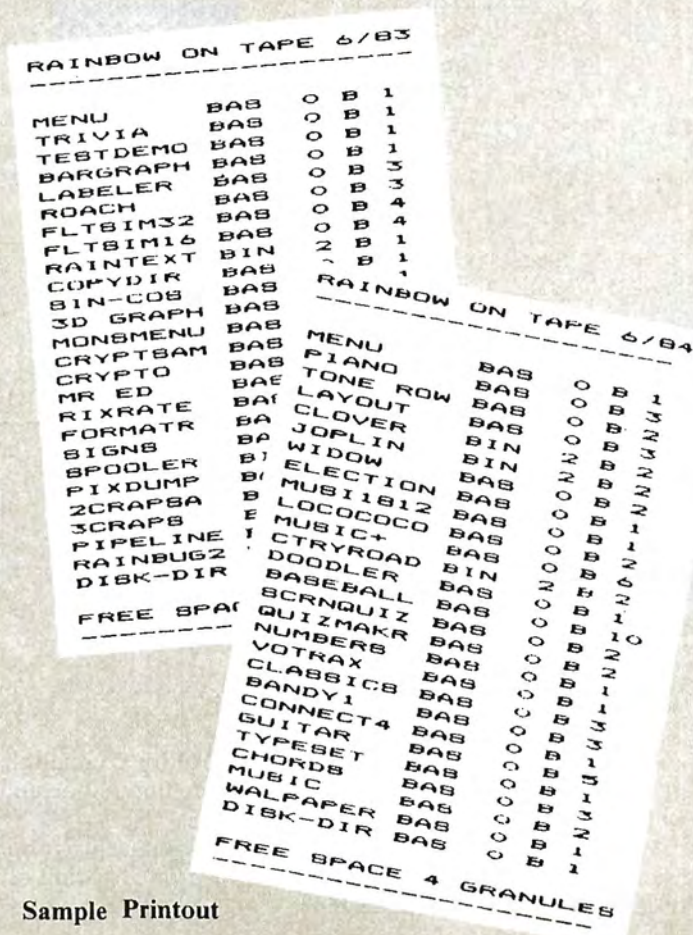 RAINBOW ON TAPE 6/83
MENU BAS 0 B 1
TRIVIA BAS 0 B 1
TESTDEMO BAS 0 B 1
BARGRAPH BAS 0 B 1
LABELER BAS 0 B 3
ROACH BAS 0 B 3
FLTSIM32 BAS 0 B 4
FLTSIM16 BAS 0 B 4
RAINTEXT BIN 2 B 1
COPYDIR BAS B 1
SIN-COS BAS
3D GRAPH BAS
MONSMENU BAS
CRYPTSAM BAS
CRYPTO BAS
MR ED
RIXRATE
FORMATR
SIGNS
SPOOLER
PIXDUMP
2CRAPSA
3CRAPS
PIPELINE
RAINBUG2
DISK-DIR
FREE SPA
RAINBOW ON TAPE 6/84
MENU BAS 0 B 1
PIANO BAS 0 B 3
TONE ROW BAS 0 B 2
LAYOUT BAS 0 B 3
CLOVER BIN 2 B 2
JOPLIN BIN 2 B 2
WIDOW BAS 0 B 2
ELECTION BAS 0 B 1
MUSI1812 BAS 0 B 1
LOCOCOCO BAS 0 B 2
MUSIC+ BAS 0 B 6
CTRYROAD BIN 2 B 2
DOODLER BAS 0 B 1
BASEBALL BAS 0 B 10
SCRNQUIZ BAS 0 B 2
QUIZMAKR BAS 0 B 2
NUMBERS BAS 0 B 1
VOTRAX BAS 0 B 1
CLASSICS BAS 0 B 3
BANDY1 BAS 0 B 3
CONNECT4 BAS 0 B 1
GUITAR BAS 0 B 3
TYPESET BAS 0 B 1
CHORDS BAS 0 B 3
MUSIC BAS 0 B 2
WALPAPER BAS 0 B 1
DISK-DIR BAS 0 B 1
FREE SPACE 4 GRANULES
Sample Printout